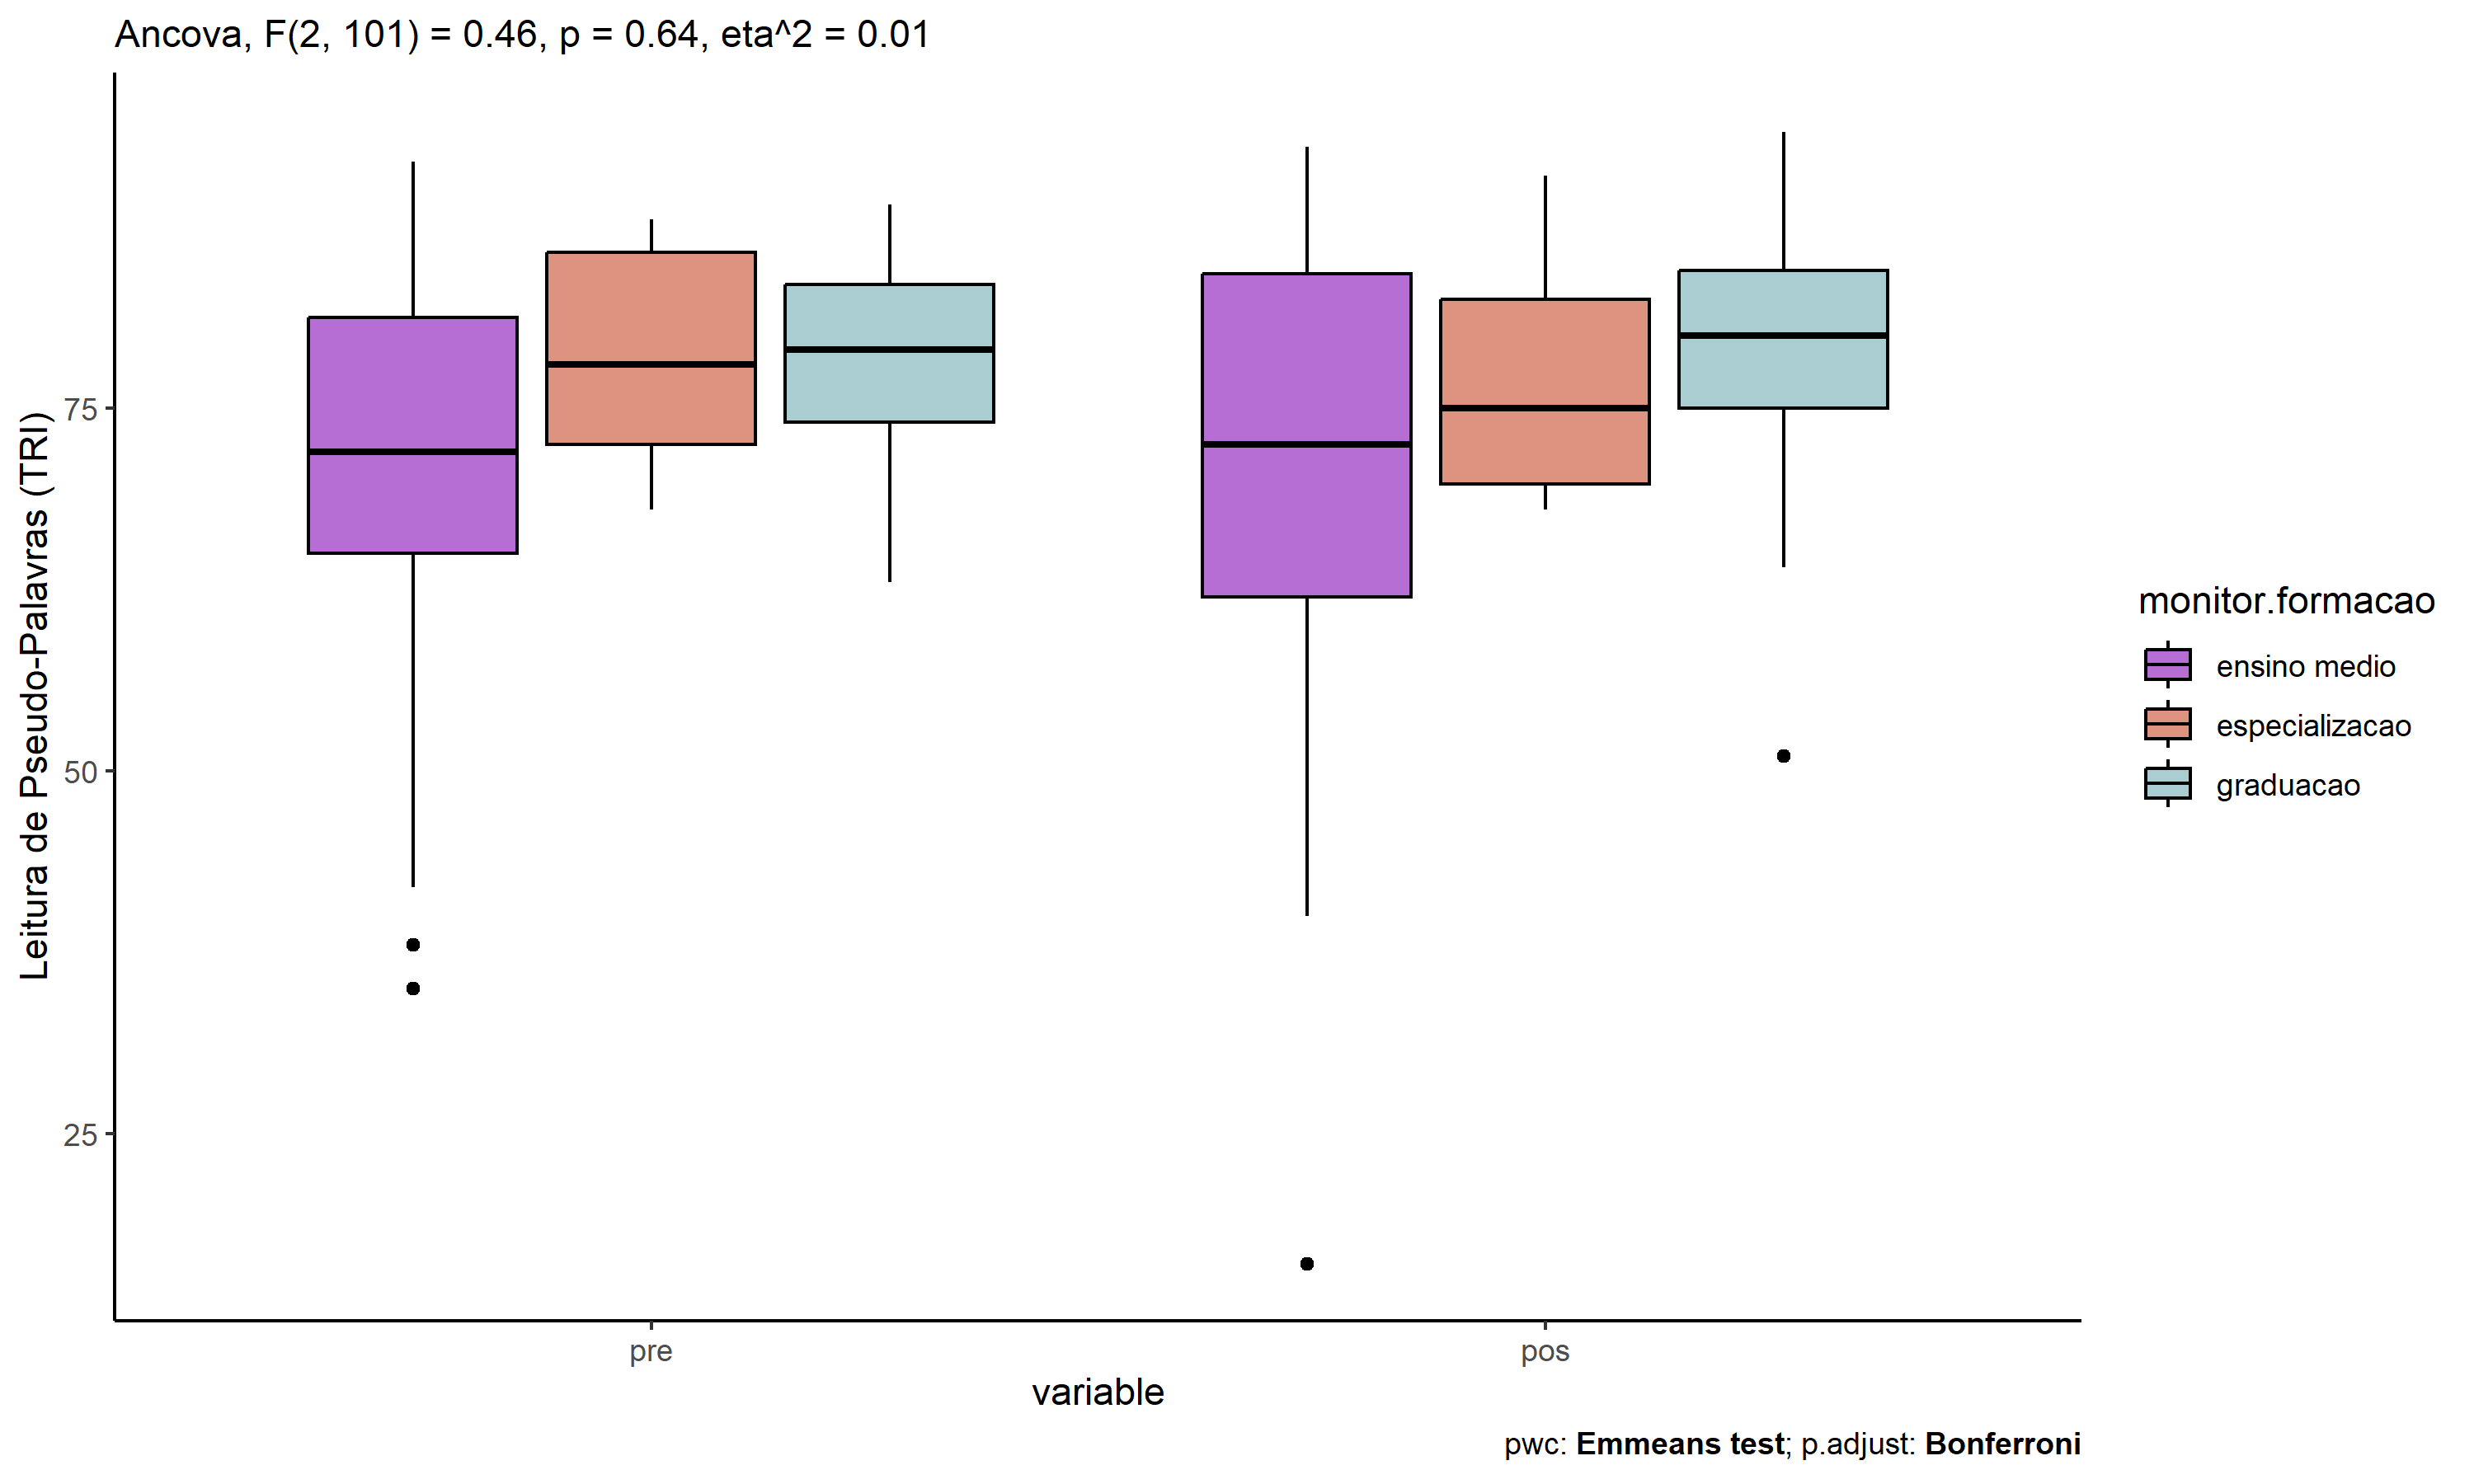 Ancova, F(2, 101) = 0.46, p = 0.64, eta^2 = 0.01
Leitura de Pseudo-Palavras (TRI)
75
50
25
pre
pos
variable
monitor.formacao
ensino medio
especializacao
graduacao
pwc: Emmeans test; p.adjust: Bonferroni